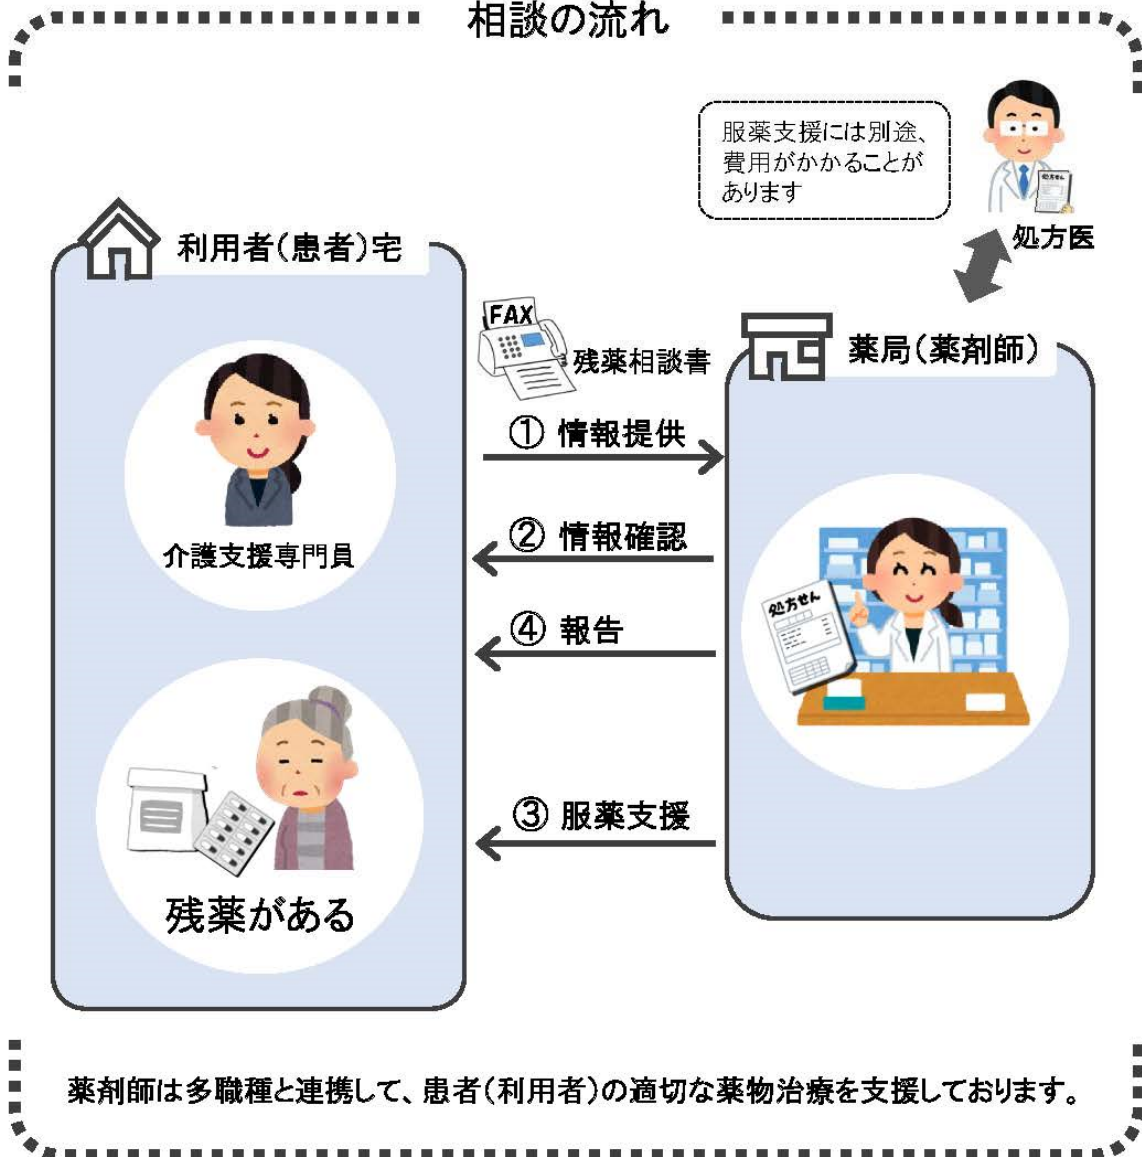 相談の流れ
服薬支援には別途、
費用がかかることが
あります
処方せん
処方医
利用者(患者)宅
FAX
残薬相談書
薬局(薬剤師)
① 情報提供
② 情報確認
介護支援専門員
処方せん
④ 報告
③ 服薬支援
残薬がある
薬剤師は多職種と連携して、患者(利用者)の適切な薬物治療を支援しております。